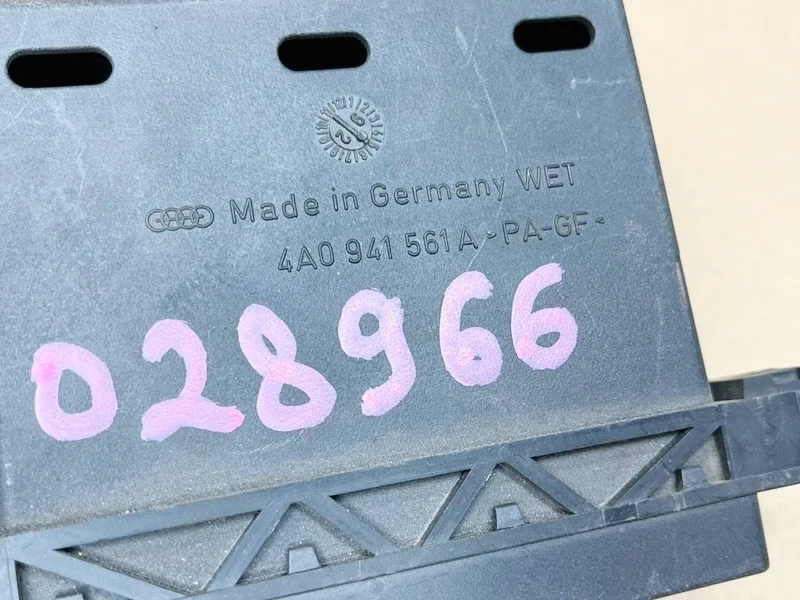 Made in Germany WET
4A0 941 561 A >PA-GF<
028966